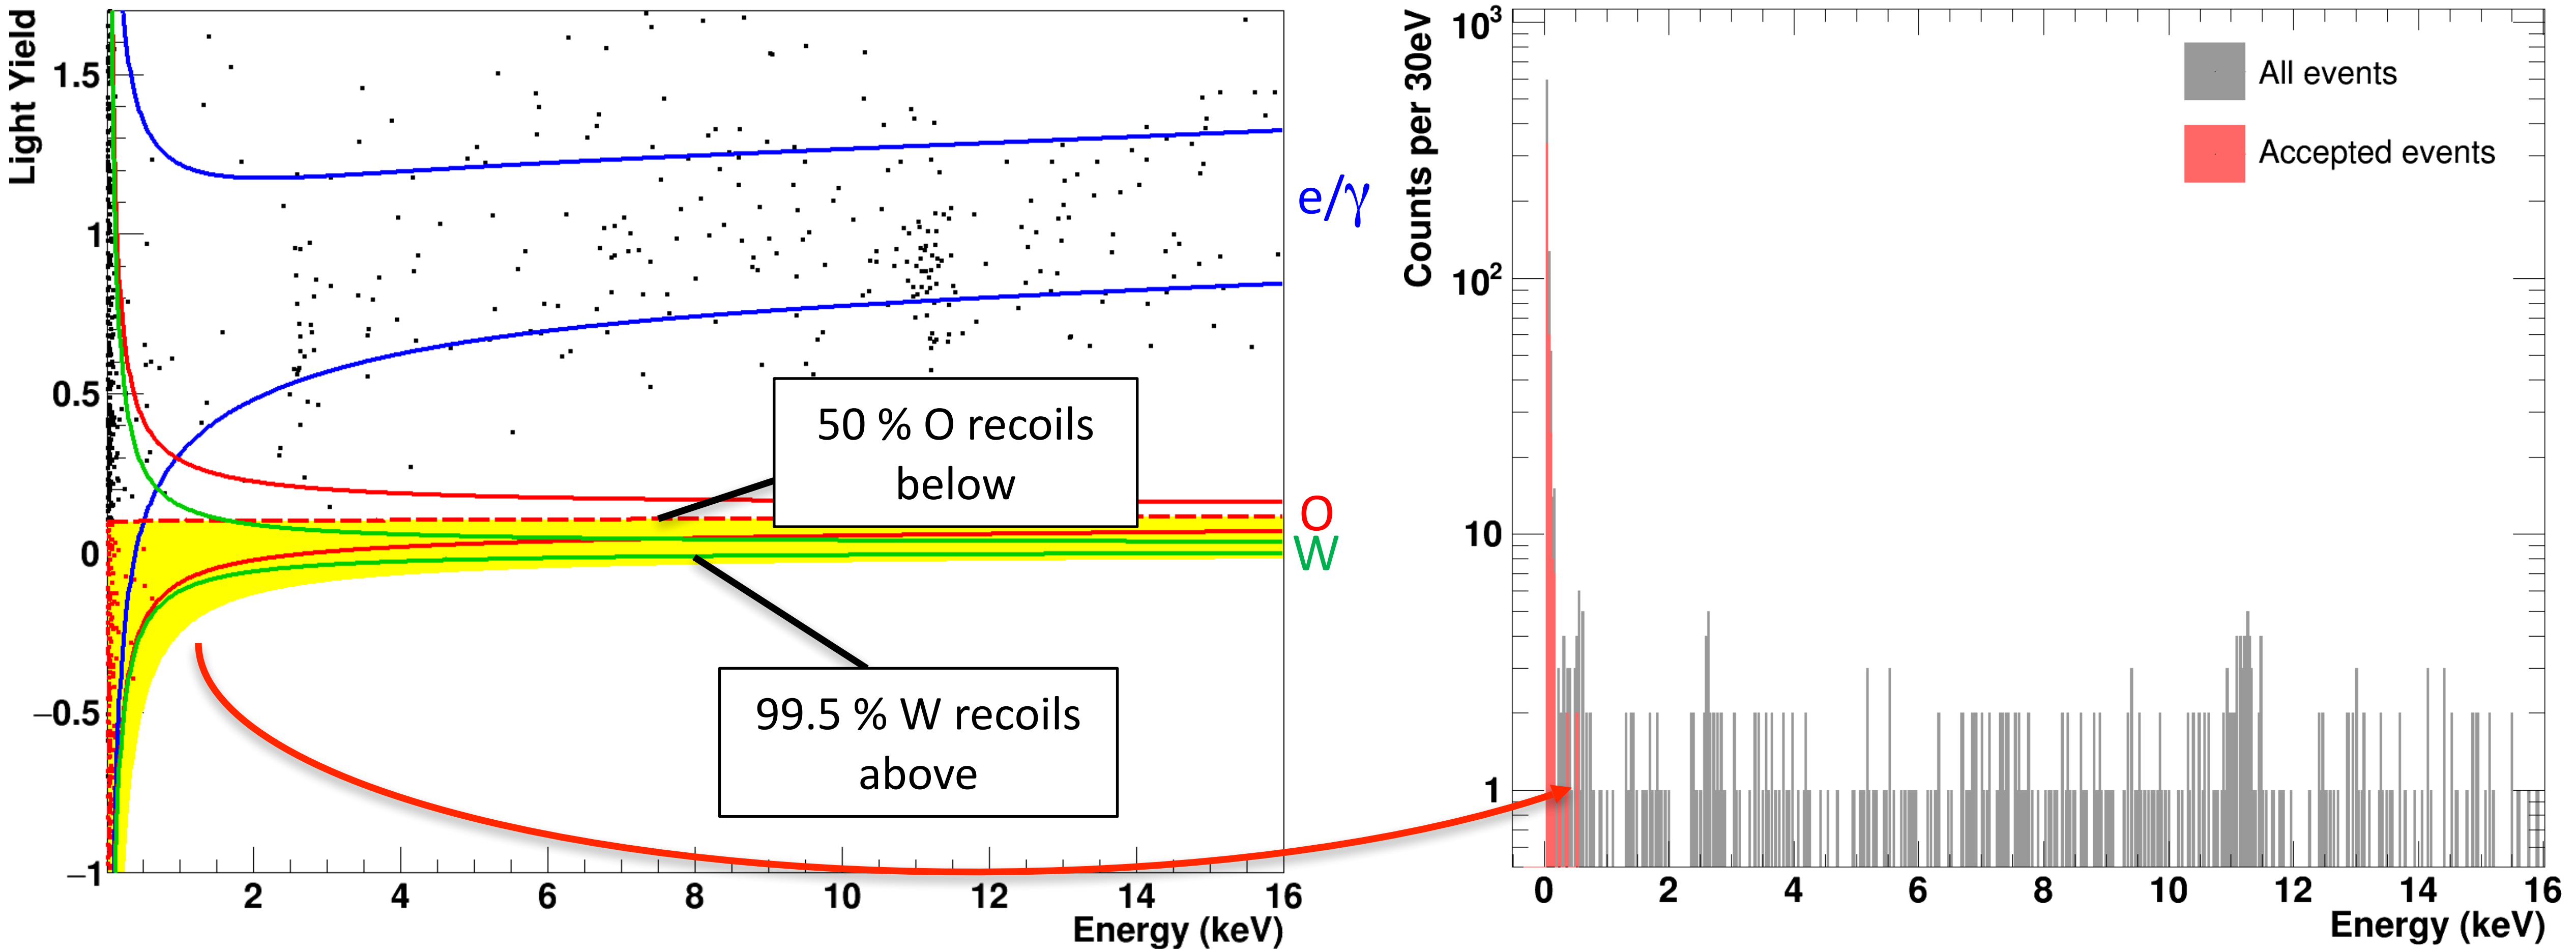 Light Yield
1.5
1
0.5
0
−0.5
−1
2 4 6 8 10 12 14 16
Energy (keV)
50 % O recoils
below
99.5 % W recoils
above
e/γ
O
W
Counts per 30eV
10³
10²
10
1
All events
Accepted events
0 2 4 6 8 10 12 14 16
Energy (keV)